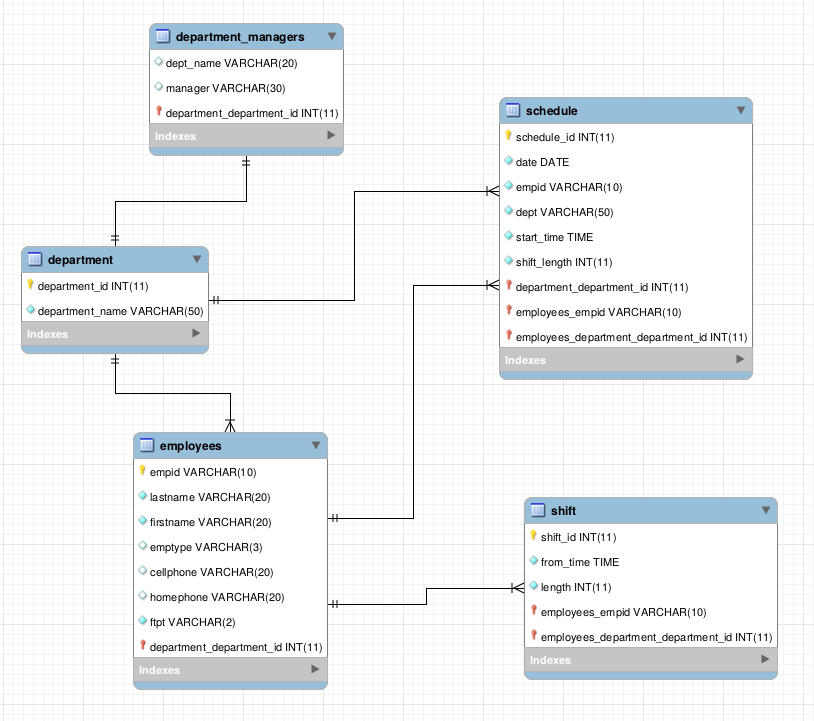 department_managers
dept_name VARCHAR(20)
manager VARCHAR(30)
department_department_id INT(11)
Indexes
schedule
schedule_id INT(11)
date DATE
empid VARCHAR(10)
dept VARCHAR(50)
start_time TIME
shift_length INT(11)
department_department_id INT(11)
employees_empid VARCHAR(10)
employees_department_department_id INT(11)
Indexes
department
department_id INT(11)
department_name VARCHAR(50)
Indexes
employees
empid VARCHAR(10)
lastname VARCHAR(20)
firstname VARCHAR(20)
emptype VARCHAR(3)
cellphone VARCHAR(20)
homephone VARCHAR(20)
ftpt VARCHAR(2)
department_department_id INT(11)
Indexes
shift
shift_id INT(11)
from_time TIME
length INT(11)
employees_empid VARCHAR(10)
employees_department_department_id INT(11)
Indexes